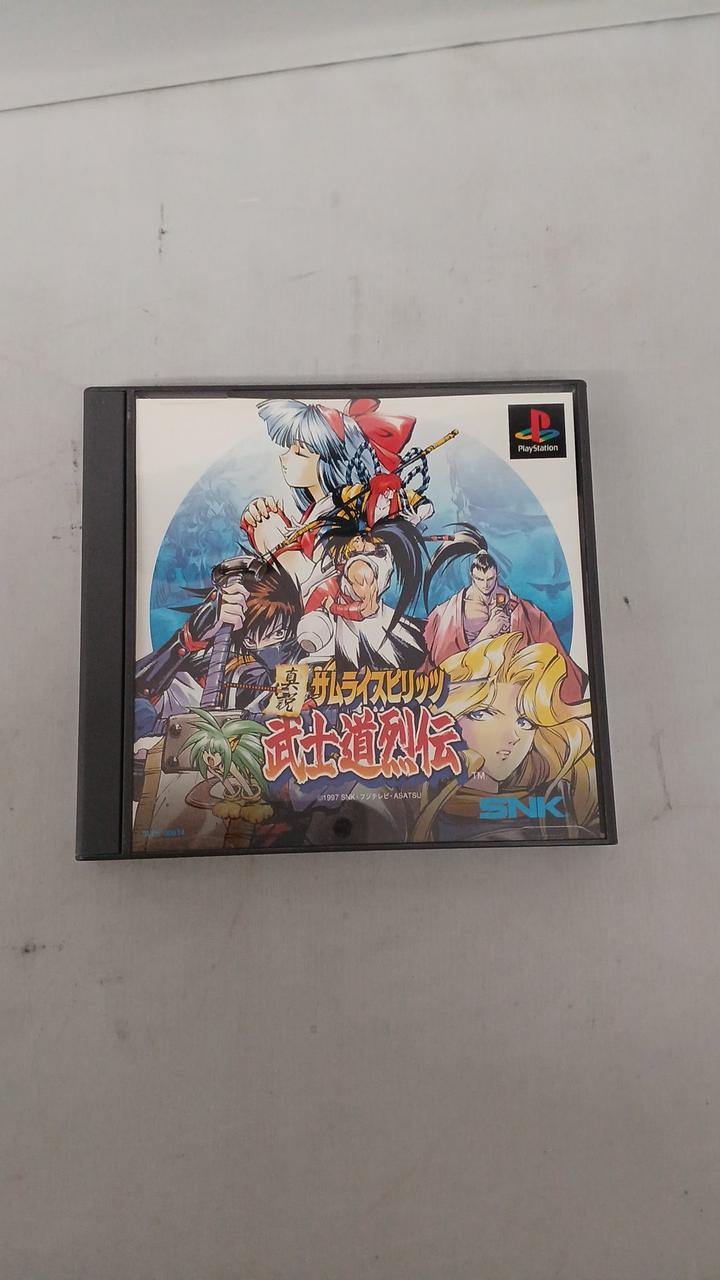 PlayStation
真説 サムライスピリッツ
武士道烈伝
TM
©1997 SNK・フジテレビ・ASATSU
SNK